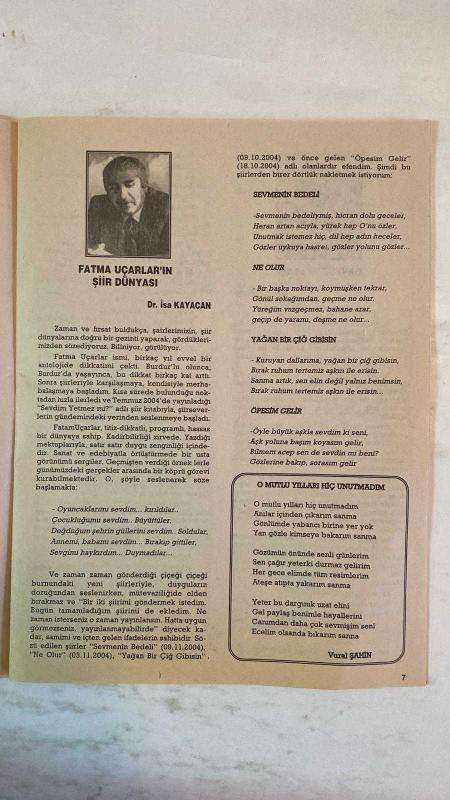 FATMA UÇARLAR'IN
ŞİİR DÜNYASI
Dr. İsa KAYACAN
Zaman ve fırsat buldukça, şairlerimizin, şiir
dünyalarına doğru bir gezinti yaparak, gördükleri-
mizden sözediyoruz. Biliniyor, görülüyor.
Fatma Uçarlar ismi, birkaç yıl evvel bir
antolojide dikkatimi çekti. Burdur'lu olunca,
Burdur'da yaşayınca, bu dikkat birkaç kat arttı.
Sonra şiirleriyle karşılaşmaya, kendisiyle merha-
balaşmaya başladım. Kısa sürede bulunduğu nok-
tadan hızla ilerledi ve Temmuz 2004'de yayınladığı
"Sevdim Yetmez mi?" adlı şiir kitabıyla, şiirsever-
lerin gündemindeki yerinden seslenmeye başladı.
FatamUçarlar, titiz-dikkatli, programlı, hassas
bir dünyaya sahip. Kadirbilirliği zirvede. Yazdığı
mektuplarıyla, satır satır duygu zenginliği içinde-
dir. Sanat ve edebiyatla örtüştürmede bir usta
görünümü sergiler. Geçmişten verdiği örnek lerle
günümüzdeki gerçekler arasında bir köprü görevi
kurabilmektedir. O, şöyle seslenerek söze
başlamakta:
- Oyuncaklarımı sevdim... kırıldılar..
Çocukluğumu sevdim.. Büyüttüler,
Doğduğum şehrin güllerini sevdim.. Soldular,
Annemi, babamı sevdim... Bırakıp gittiler,
Sevgimi haykırdım... Duymadılar...
Ve zaman zaman gönderdiği çiçeği çiçeği
burnundaki yeni şiirleriyle, duyguların
doruğundan seslenirken, mütevaziliğide elden
bırakmaz ve "Bir iki şiirimi göndermek istedim.
Bugün tamamladığım şiirimi de ekledim. Ne
zaman isterseniz o zaman yayınlansın. Hatta uygun
görmezseniz, yayınlanmayabilirde" diyecek ka-
dar, samimi ve içten gelen ifadelerin sahibidir. Sö-
zü edilen şiirler "Sevmenin Bedeli" (09.11.2004),
"Ne Olur" (03.11.2004), "Yağan Bir Çiğ Gibisin".
(09.10.2004) ve önce gelen "Öpesim Gelir"
(18.10.2004) adlı olanlardır efendim. Şimdi bu
şiirlerden birer dörtlük nakletmek istiyorum:
SEVMENİN BEDELİ
-Sevmenin bedeliymiş, hicran dolu geceler,
Heran artan acıyla, yürek hap O'nu özler,
Unutmak istemez hiç, dil hep adın heceler,
Gözler uykuya hasret, gözler yolunu gözler...
NE OLUR
- Bir başka noktayı, koymuşken tekrar,
Gönül sokağımdan, geçme ne olur.
Yüreğim vazgeçmez, bahane arar,
geçip de yaramı, deşme ne olur...
YAĞAN BİR ÇİĞ GİBİSİN
- Kuruyan dallarıma, yağan bir çiğ gibisin,
Bırak ruhum tertemiz aşkın ile erisin.
Sanma artık, sen elin değil yalnız benimsin,
Bırak ruhum tertemiz aşkın ile erisin...
ÖPESİM GELİR
-Öyle büyük aşkla sevdim ki seni,
Aşk yoluna başım koyasım gelir,
Bilmem acep sen de sevdin mi beni?
Gözlerine bakıp, sorasım gelir
O MUTLU YILLARI HİÇ UNUTMADIM
O mutlu yılları hiç unutmadım
Anılar içinden çıkarım sanma
Gönlümde yabancı birine yer yok
Yan gözle kimseye bakarım sanma
Gözümün önünde senli günlerim
Sen çağır yeterki durmaz gelirim
Her gece elimde tüm resimlerim
Ateşe atıpta yakarım sanma
Yeter bu dargınlık uzat elini
Gel paylaş benimle hayallerini
Canımdan daha çok sevmişim seni
Ecelim olsanda bıkarım sanma
Vural ŞAHİN
7